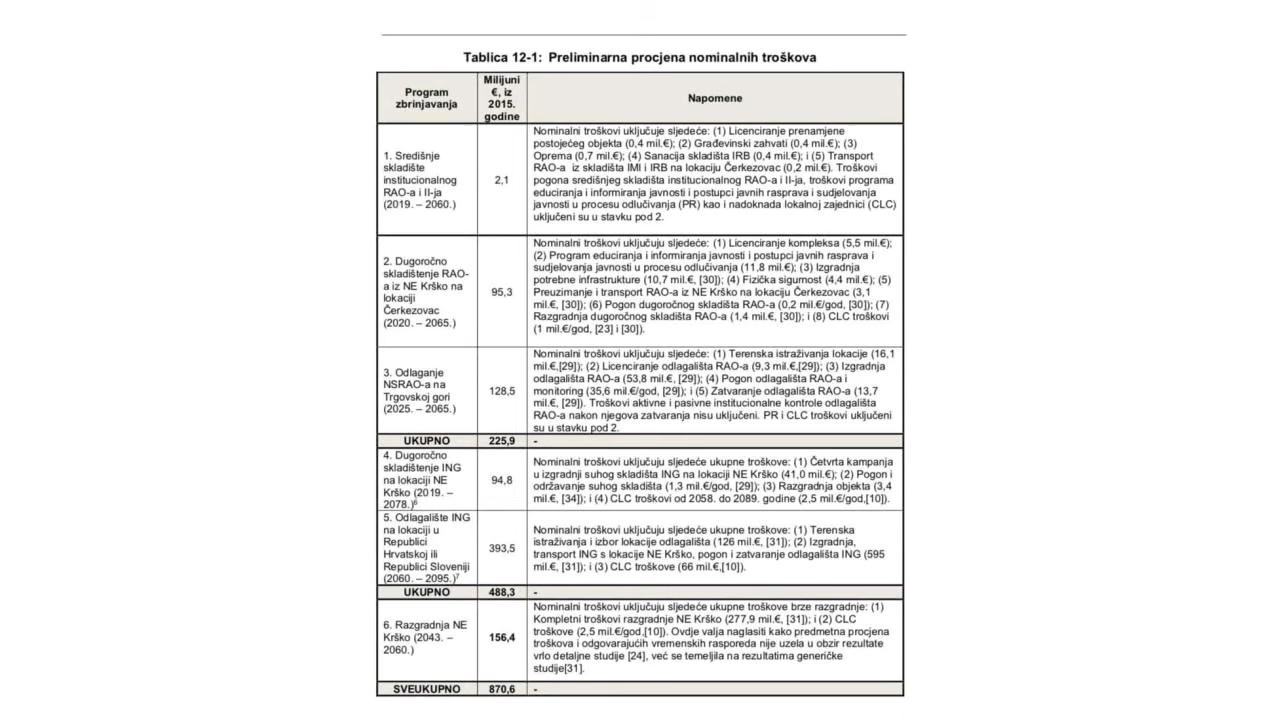 Tablica 12-1: Preliminarna procjena nominalnih troškova
Program
zbrinjavanja
Milijuni
€, iz
2015.
godine
Napomene
1. Središnje
skladište
institucionalnog
RAO-a i II-ja
(2019. – 2060.)
2,1
Nominalni troškovi uključuje sljedeće: (1) Licenciranje prenamjene
postojećeg objekta (0,4 mil.€); (2) Građevinski zahvati (0,4 mil.€); (3)
Oprema (0,7 mil.€); (4) Sanacija skladišta IRB (0,4 mil.€); i (5) Transport
RAO-a iz skladišta IMI i IRB na lokaciju Čerkezovac (0,2 mil.€). Troškovi
pogona središnjeg skladišta institucionalnog RAO-a i II-ja, troškovi programa
educiranja i informiranja javnosti i postupci javnih rasprava i sudjelovanja
javnosti u procesu odlučivanja (PR) kao i nadoknada lokalnoj zajednici (CLC)
uključeni su u stavku pod 2.
2. Dugoročno
skladištenje RAO-
a iz NE Krško na
lokaciji
Čerkezovac
(2020. – 2065.)
95,3
Nominalni troškovi uključuju sljedeće: (1) Licenciranje kompleksa (5,5 mil.€);
(2) Program educiranja i informiranja javnosti i postupci javnih rasprava i
sudjelovanja javnosti u procesu odlučivanja (11,8 mil.€); (3) Izgradnja
potrebne infrastrukture (10,7 mil.€, [30]); (4) Fizička sigurnost (4,4 mil.€); (5)
Preuzimanje i transport RAO-a iz NE Krško na lokaciju Čerkezovac (3,1
mil.€, [30]); (6) Pogon dugoročnog skladišta RAO-a (0,2 mil.€/god, [30]); (7)
Razgradnja dugoročnog skladišta RAO-a (1,4 mil.€, [30]); i (8) CLC troškovi
(1 mil.€/god, [23] i [30]).
3. Odlaganje
NSRAO-a na
Trgovskoj gori
(2025. – 2065.)
128,5
Nominalni troškovi uključuju sljedeće: (1) Terenska istraživanja lokacije (16,1
mil.€,[29]); (2) Licenciranje odlagališta RAO-a (9,3 mil.€,[29]); (3) Izgradnja
odlagališta RAO-a (53,8 mil.€, [29]); (4) Pogon odlagališta RAO-a i
monitoring (35,6 mil.€/god, [29]); i (5) Zatvaranje odlagališta RAO-a (13,7
mil.€, [29]). Troškovi aktivne i pasivne institucionalne kontrole odlagališta
RAO-a nakon njegova zatvaranja nisu uključeni. PR i CLC troškovi uključeni
su u stavku pod 2.
UKUPNO 225,9 -
4. Dugoročno
skladištenje ING
na lokaciji NE
Krško (2019. –
2078.)⁶
94,8
Nominalni troškovi uključuju sljedeće ukupne troškove: (1) Četvrta kampanja
u izgradnji suhog skladišta ING na lokaciji NE Krško (41,0 mil.€); (2) Pogon i
održavanje suhog skladišta (1,3 mil.€/god, [29]); (3) Razgradnja objekta (3,4
mil.€, [34]); i (4) CLC troškovi od 2058. do 2089. godine (2,5 mil.€/god,[10]).
5. Odlagalište ING
na lokaciji u
Republici
Hrvatskoj ili
Republici Sloveniji
(2060. – 2095.)⁷
393,5
Nominalni troškovi uključuju sljedeće ukupne troškove: (1) Terenska
istraživanja i izbor lokacije odlagališta (126 mil.€, [31]); (2) Izgradnja,
transport ING s lokacije NE Krško, pogon i zatvaranje odlagališta ING (595
mil.€, [31]); i (3) CLC troškove (66 mil.€,[10]).
UKUPNO 488,3 -
6. Razgradnja NE
Krško (2043. –
2060.)
156,4
Nominalni troškovi uključuju sljedeće ukupne troškove brze razgradnje: (1)
Kompletni troškovi razgradnje NE Krško (277,9 mil.€, [31]); i (2) CLC
troškove (2,5 mil.€/god,[10]). Ovdje valja naglasiti kako predmetna procjena
troškova i odgovarajućih vremenskih rasporeda nije uzela u obzir rezultate
vrlo detaljne studije [24], već se temeljila na rezultatima generičke
studije[31].
SVEUKUPNO 870,6 -